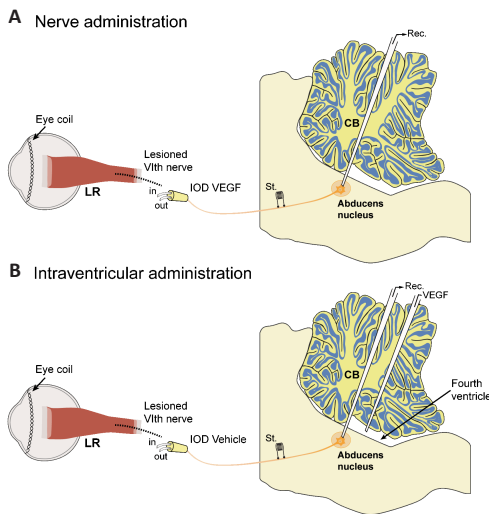 A Nerve administration
Rec.
Eye coil
CB
Lesioned
VIth nerve
LR
in
out
IOD VEGF
St.
Abducens
nucleus
B Intraventricular administration
Rec.
VEGF
Eye coil
CB
Fourth
ventricle
Lesioned
VIth nerve
LR
in
out
IOD Vehicle
St.
Abducens
nucleus